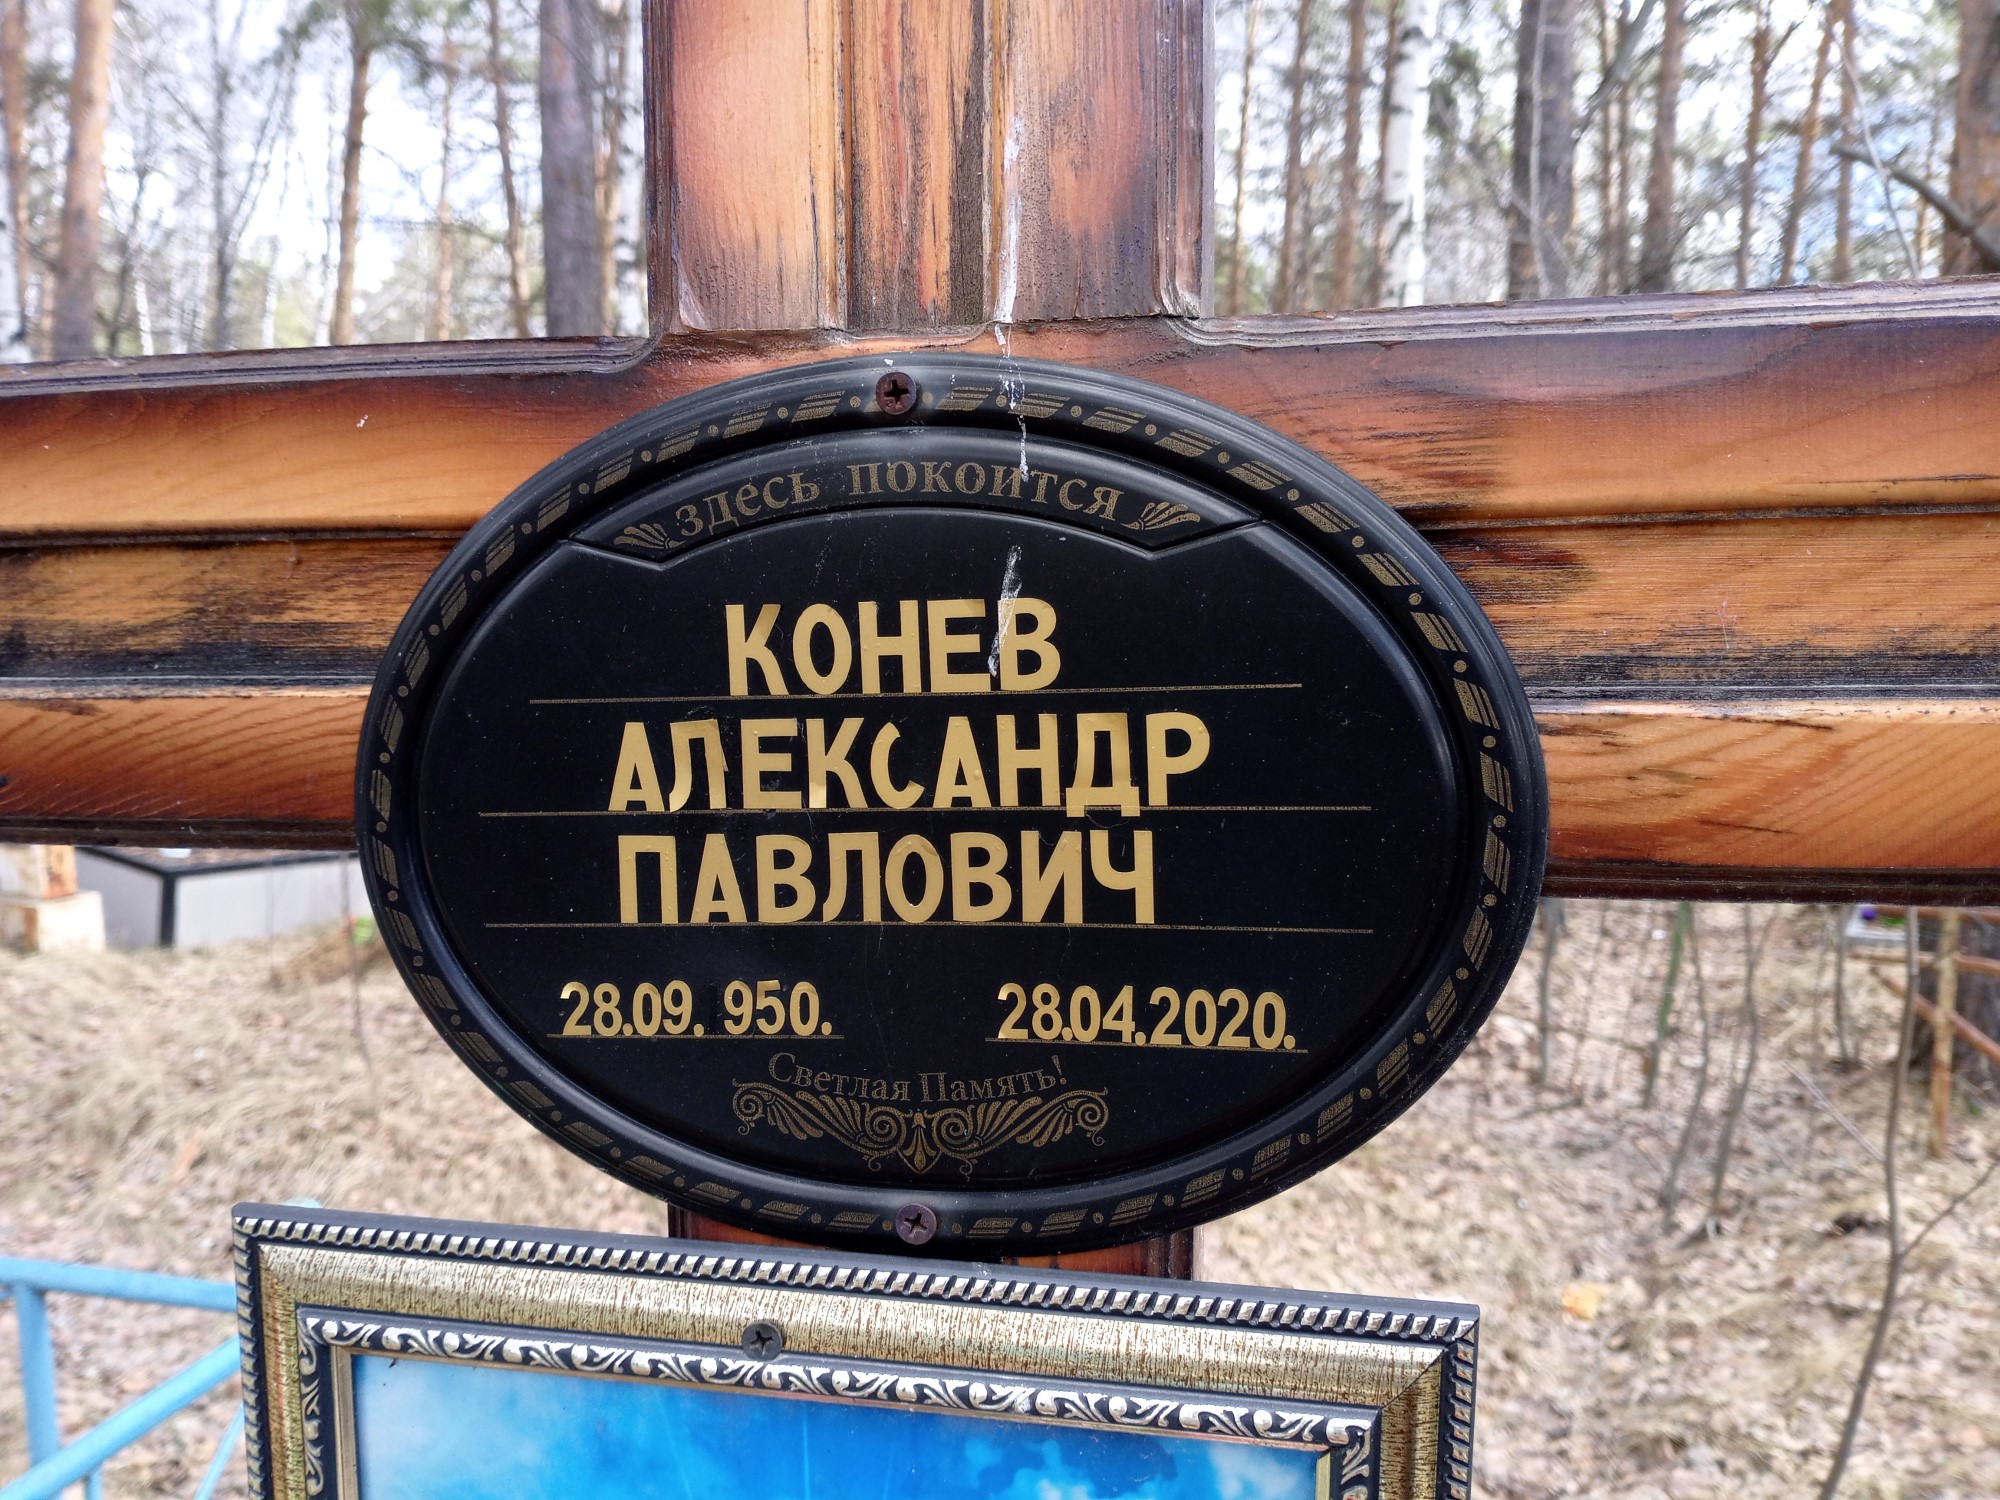 здесь покоится
КОНЕВ
АЛЕКСАНДР
ПАВЛОВИЧ
28.09. 950. 28.04.2020.
Светлая Память!